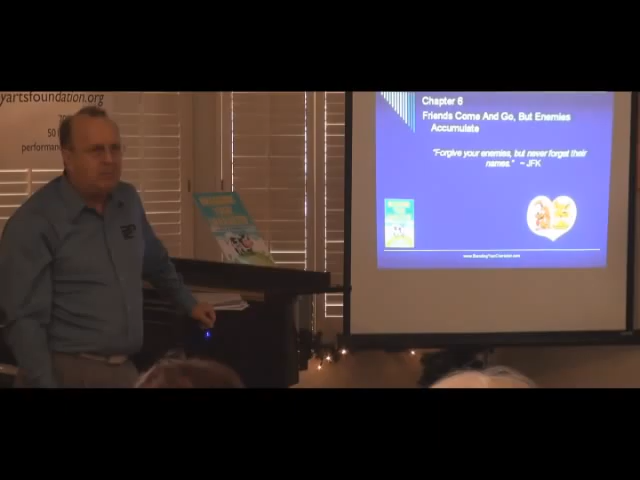 yartsfoundation.org
50
performan
Chapter 6
Friends Come And Go, But Enemies
Accumulate
"Forgive your enemies, but never forget their
names." ~ JFK